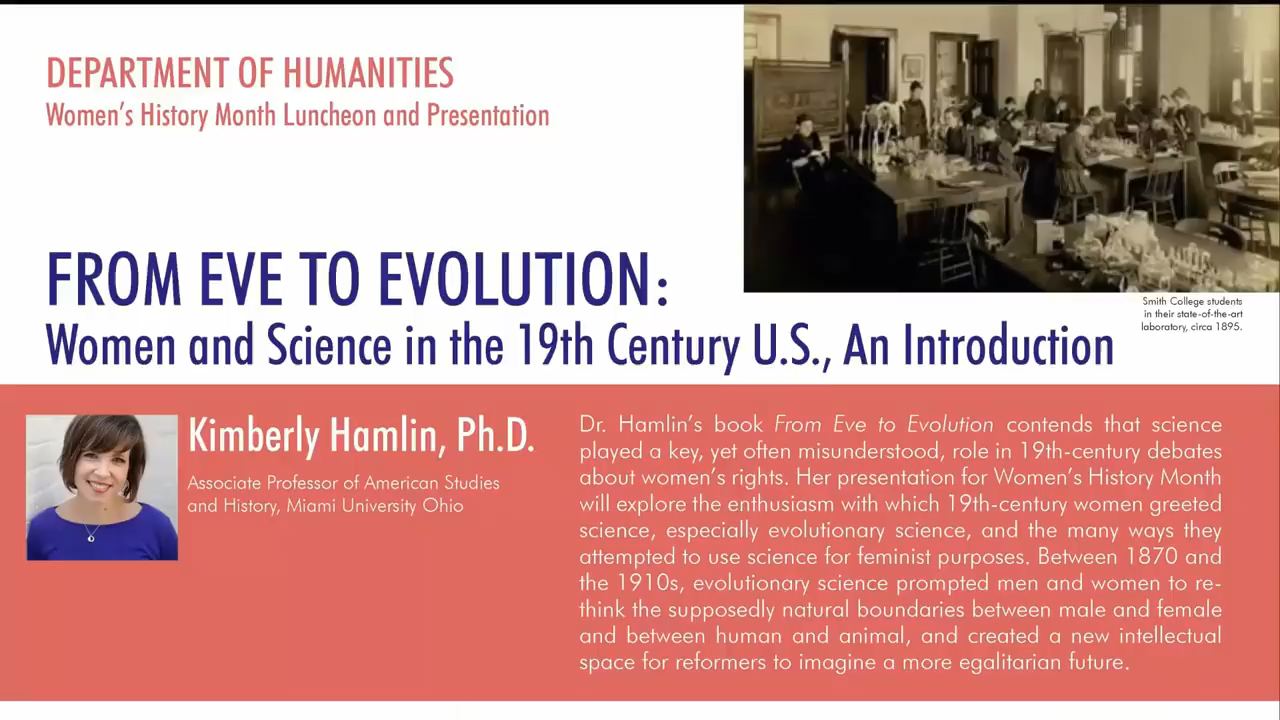 DEPARTMENT OF HUMANITIES
Women's History Month Luncheon and Presentation
FROM EVE TO EVOLUTION:
Women and Science in the 19th Century U.S., An Introduction
Smith College students
in their state-of-the-art
laboratory, circa 1895.
Kimberly Hamlin, Ph.D.
Associate Professor of American Studies
and History, Miami University Ohio
Dr. Hamlin's book From Eve to Evolution contends that science
played a key, yet often misunderstood, role in 19th-century debates
about women's rights. Her presentation for Women's History Month
will explore the enthusiasm with which 19th-century women greeted
science, especially evolutionary science, and the many ways they
attempted to use science for feminist purposes. Between 1870 and
the 1910s, evolutionary science prompted men and women to re-
think the supposedly natural boundaries between male and female
and between human and animal, and created a new intellectual
space for reformers to imagine a more egalitarian future.